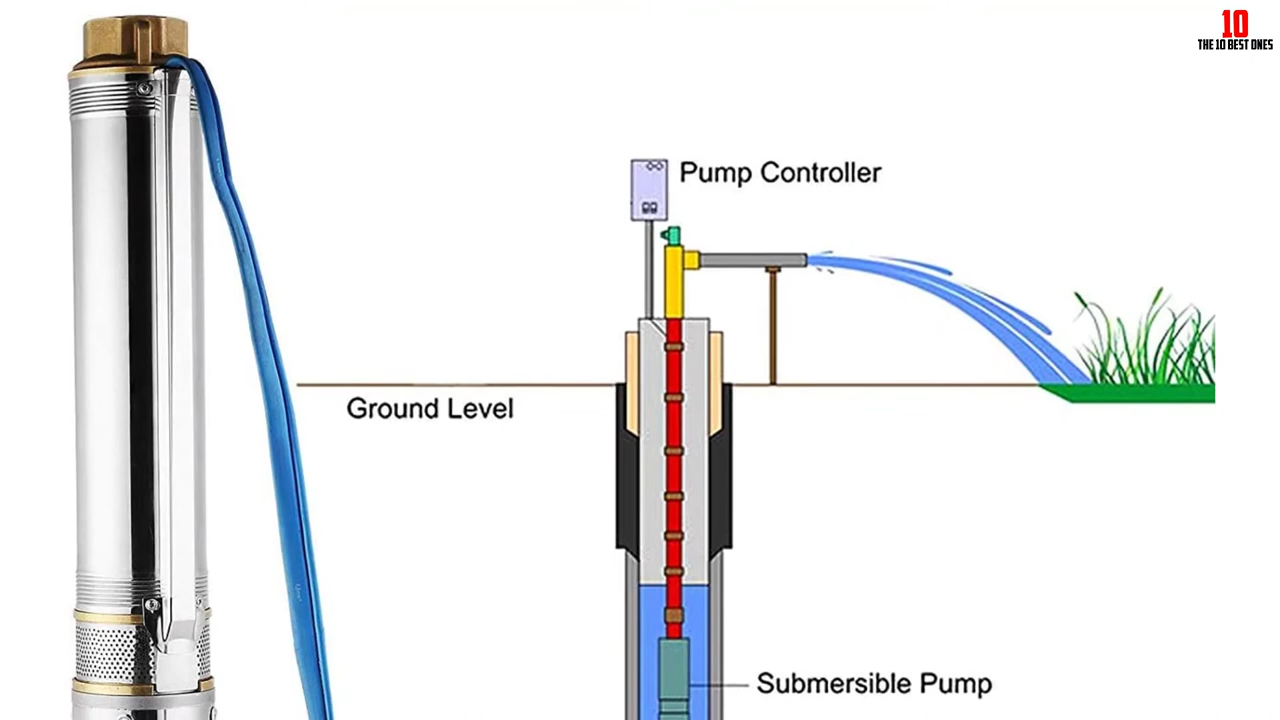 10
THE 10 BEST ONES
Pump Controller
Ground Level
Submersible Pump